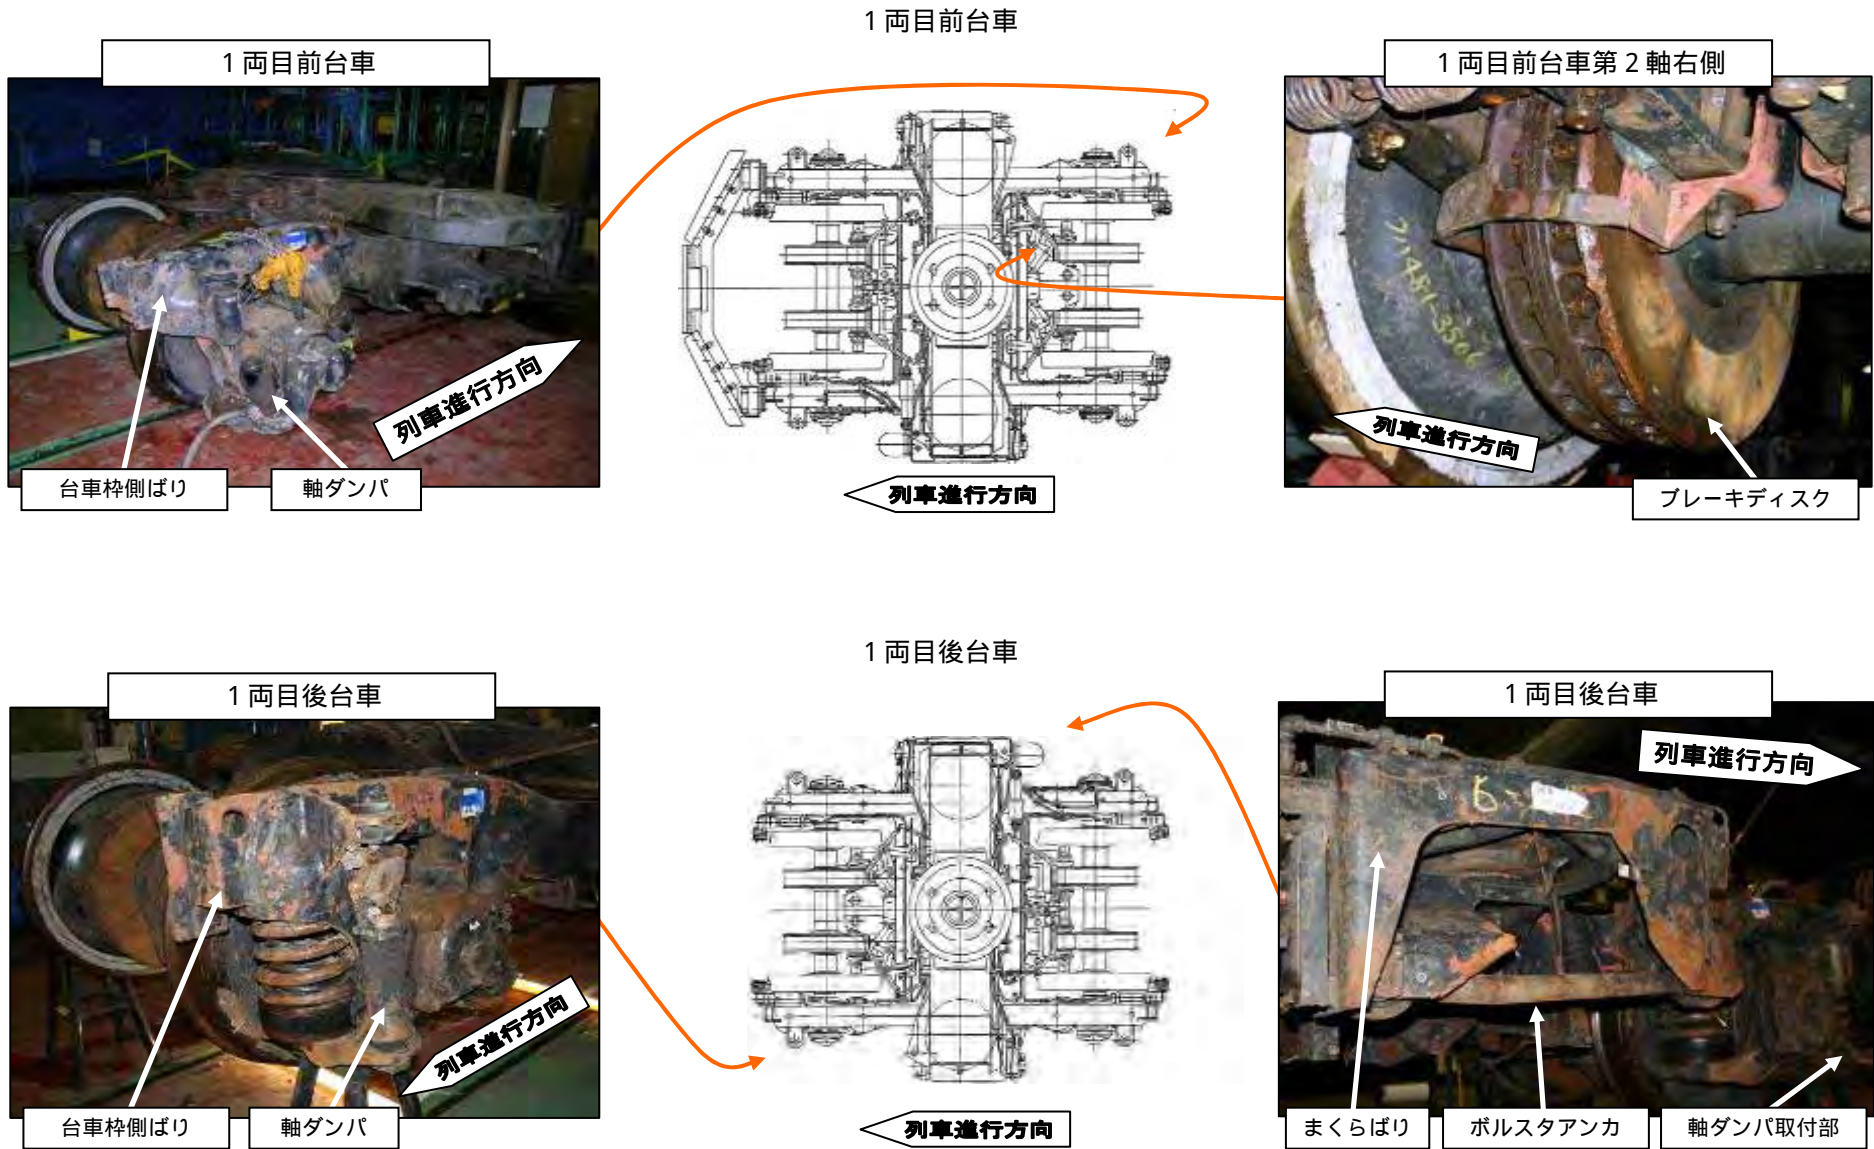 1両目前台車
1両目前台車
1両目前台車第2軸右側
列車進行方向
台車枠側ばり
軸ダンパ
列車進行方向
列車進行方向
ブレーキディスク
1両目後台車
1両目後台車
1両目後台車
列車進行方向
台車枠側ばり
軸ダンパ
列車進行方向
列車進行方向
まくらばり
ボルスタアンカ
軸ダンパ取付部